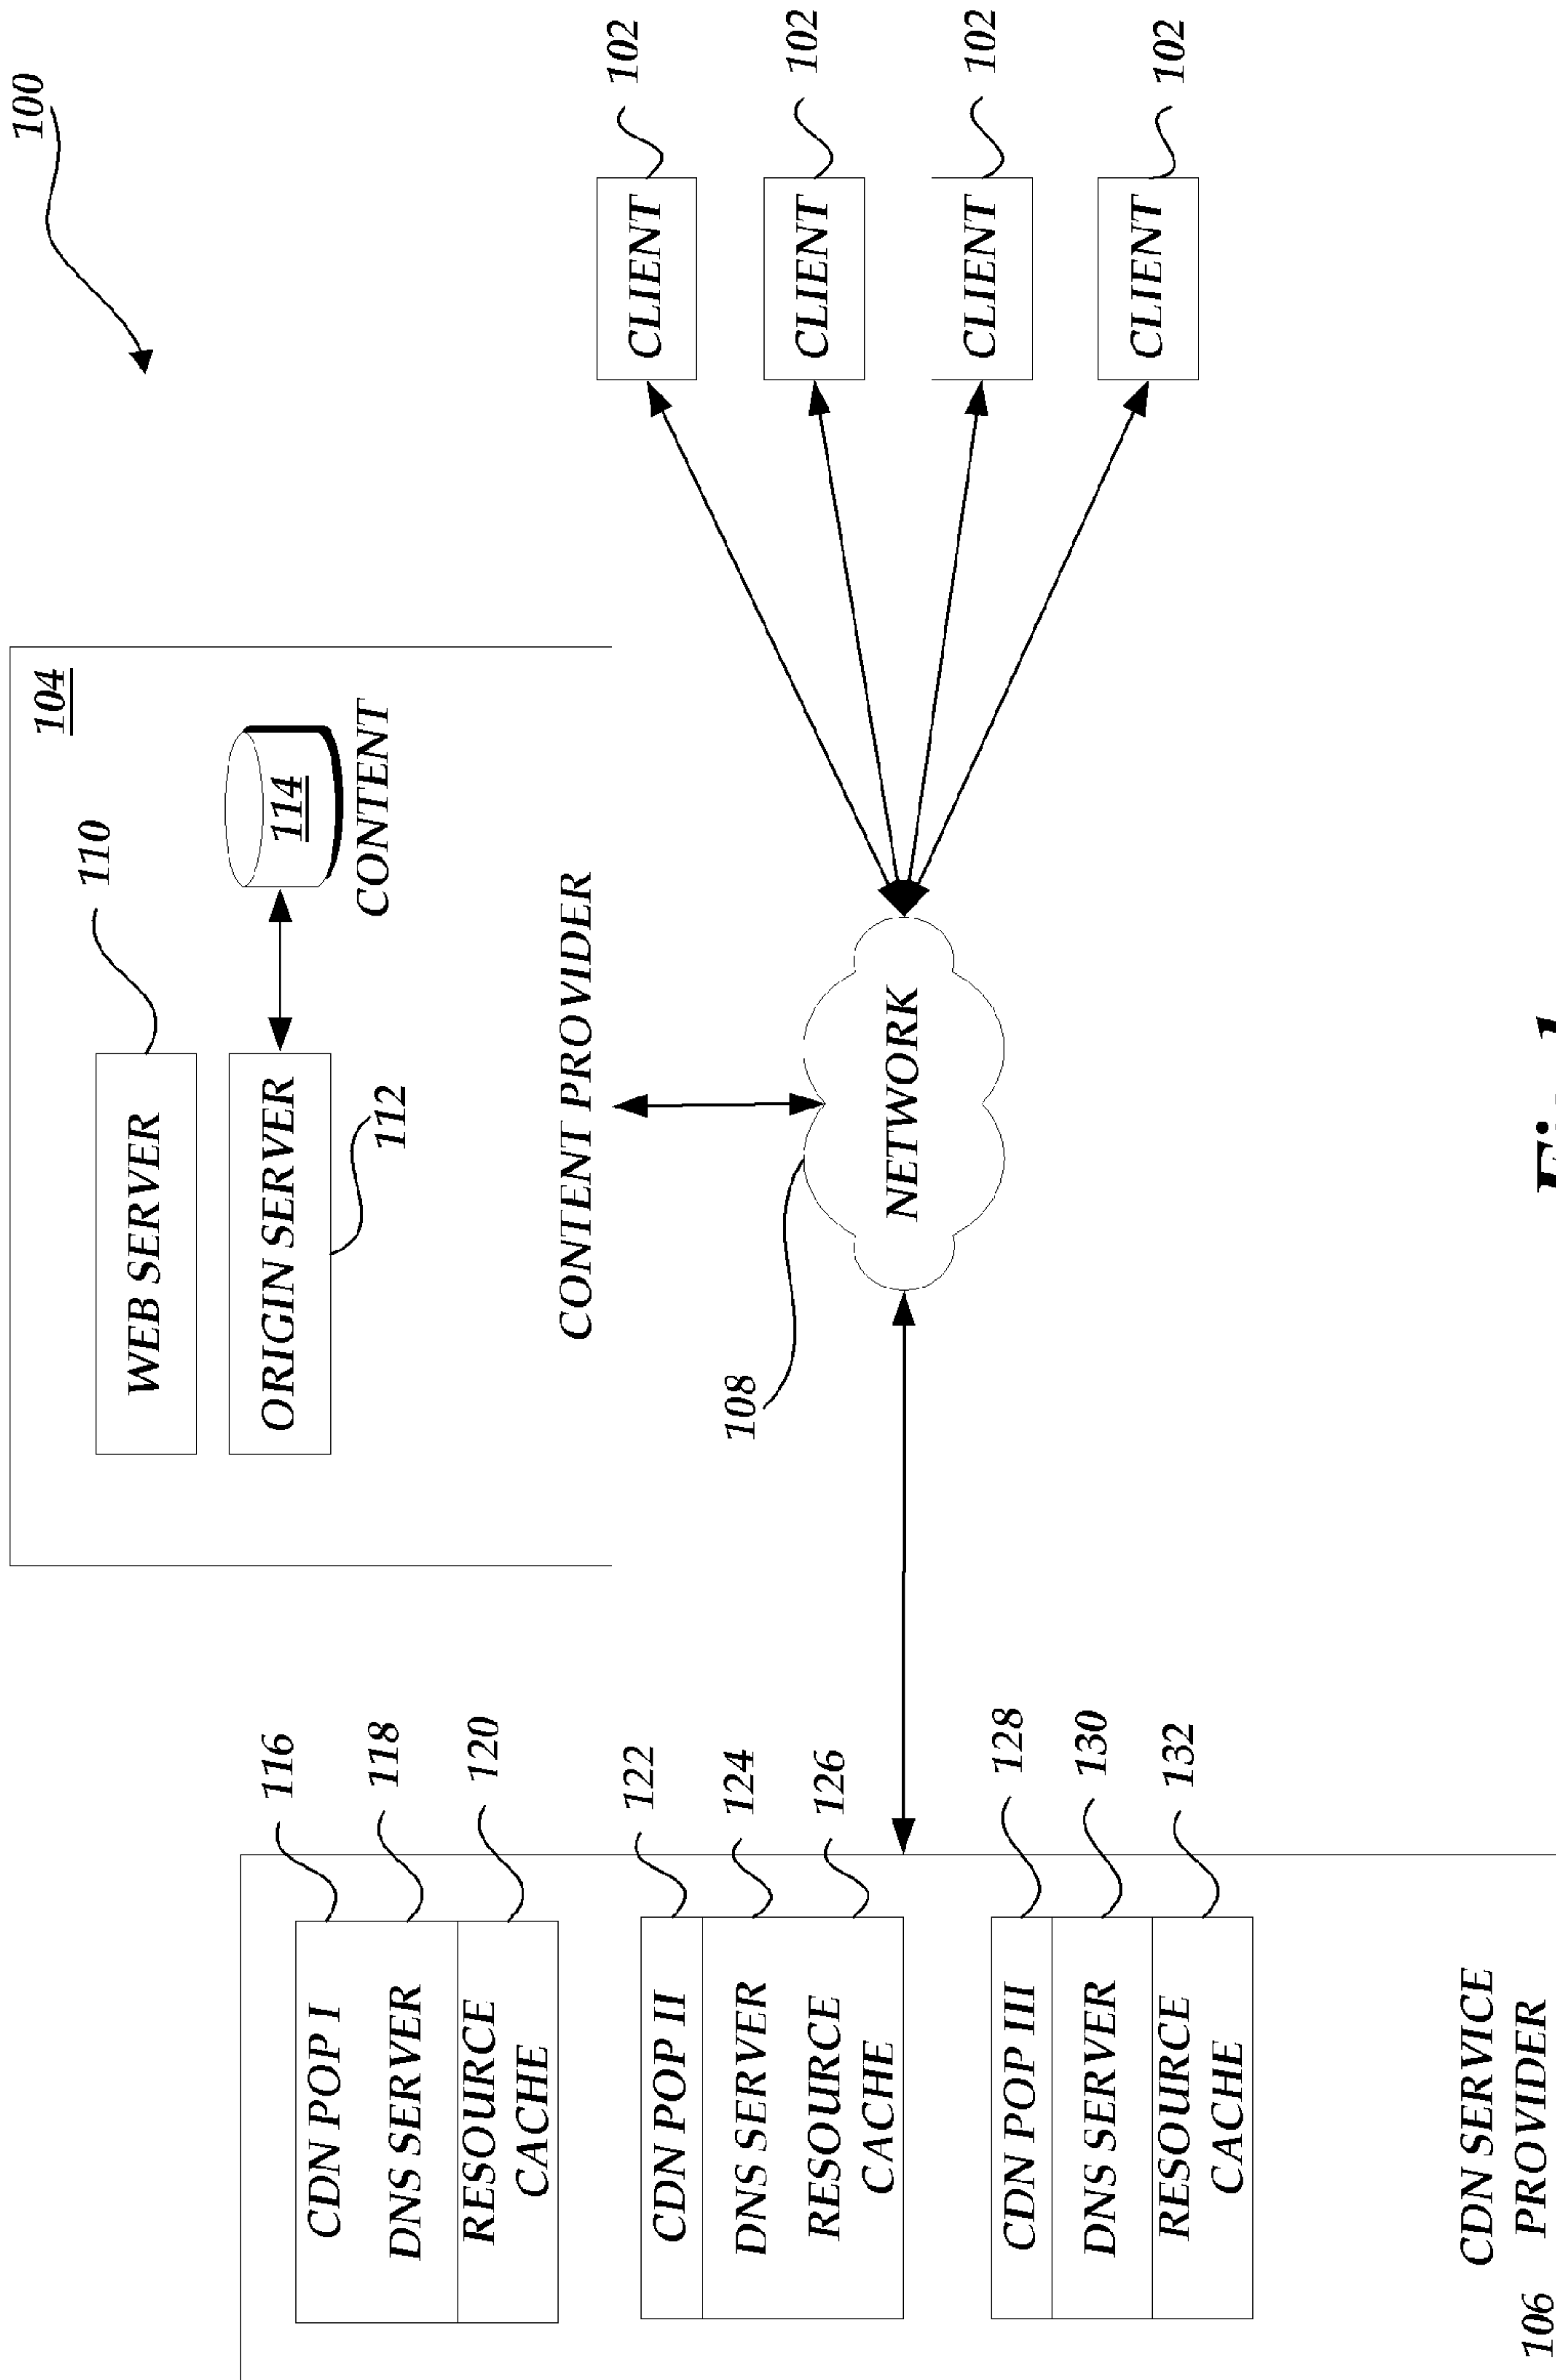 100
104
WEB SERVER
110
ORIGIN SERVER
112
114
CONTENT
CONTENT PROVIDER
116
CDN POP I
118
DNS SERVER
120
RESOURCE
CACHE
122
CDN POP II
124
DNS SERVER
126
RESOURCE
CACHE
128
CDN POP III
130
DNS SERVER
132
RESOURCE
CACHE
CDN SERVICE
PROVIDER
106
108
NETWORK
CLIENT
102
CLIENT
102
CLIENT
102
CLIENT
102